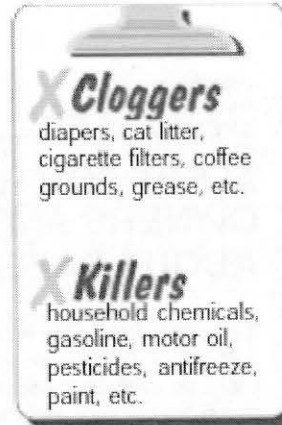 X Cloggers
diapers, cat litter,
cigarette filters, coffee
grounds, grease, etc.
X Killers
household chemicals,
gasoline, motor oil,
pesticides, antifreeze,
paint, etc.